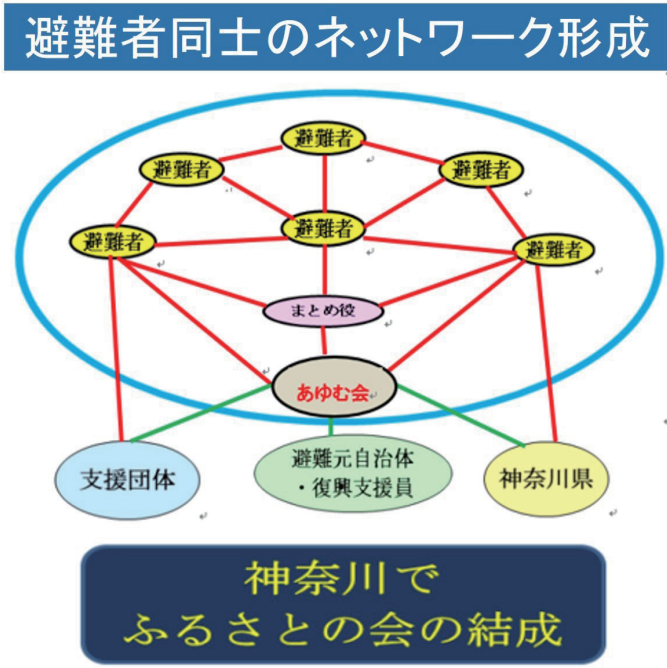 避難者同士のネットワーク形成
避難者
避難者
避難者
避難者
避難者
避難者
まとめ役
あゆむ会
支援団体
避難元自治体
・復興支援員
神奈川県
神奈川で
ふるさとの会の結成